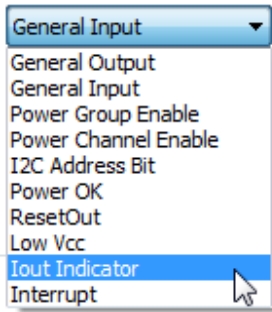 General Input
General Output
General Input
Power Group Enable
Power Channel Enable
I2C Address Bit
Power OK
ResetOut
Low Vcc
Iout Indicator
Interrupt